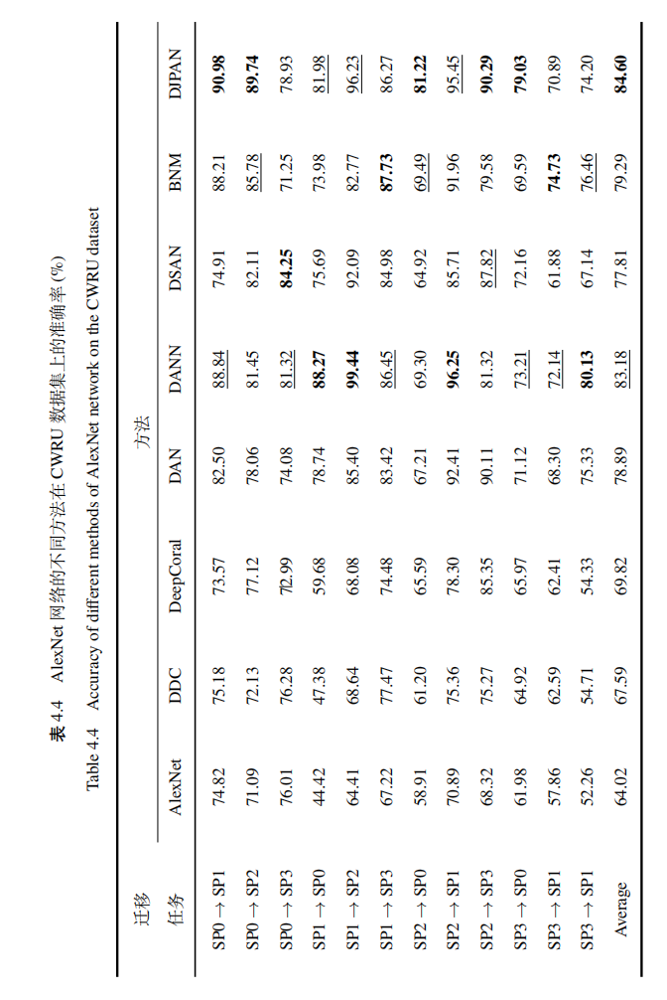 表 4.4 AlexNet 网络的不同方法在 CWRU 数据集上的准确率 (%)
Table 4.4 Accuracy of different methods of AlexNet network on the CWRU dataset
迁移 方法
任务 AlexNet DDC DeepCoral DAN DANN DSAN BNM DJPAN
SP0 → SP1 74.82 75.18 73.57 82.50 88.84 74.91 88.21 90.98
SP0 → SP2 71.09 72.13 77.12 78.06 81.45 82.11 85.78 89.74
SP0 → SP3 76.01 76.28 72.99 74.08 81.32 84.25 71.25 78.93
SP1 → SP0 44.42 47.38 59.68 78.74 88.27 75.69 73.98 81.98
SP1 → SP2 64.41 68.64 68.08 85.40 99.44 92.09 82.77 96.23
SP1 → SP3 67.22 77.47 74.48 83.42 86.45 84.98 87.73 86.27
SP2 → SP0 58.91 61.20 65.59 67.21 69.30 64.92 69.49 81.22
SP2 → SP1 70.89 75.36 78.30 92.41 96.25 85.71 91.96 95.45
SP2 → SP3 68.32 75.27 85.35 90.11 81.32 87.82 79.58 90.29
SP3 → SP0 61.98 64.92 65.97 71.12 73.21 72.16 69.59 79.03
SP3 → SP1 57.86 62.59 62.41 68.30 72.14 61.88 74.73 70.89
SP3 → SP1 52.26 54.71 54.33 75.33 80.13 67.14 76.46 74.20
Average 64.02 67.59 69.82 78.89 83.18 77.81 79.29 84.60